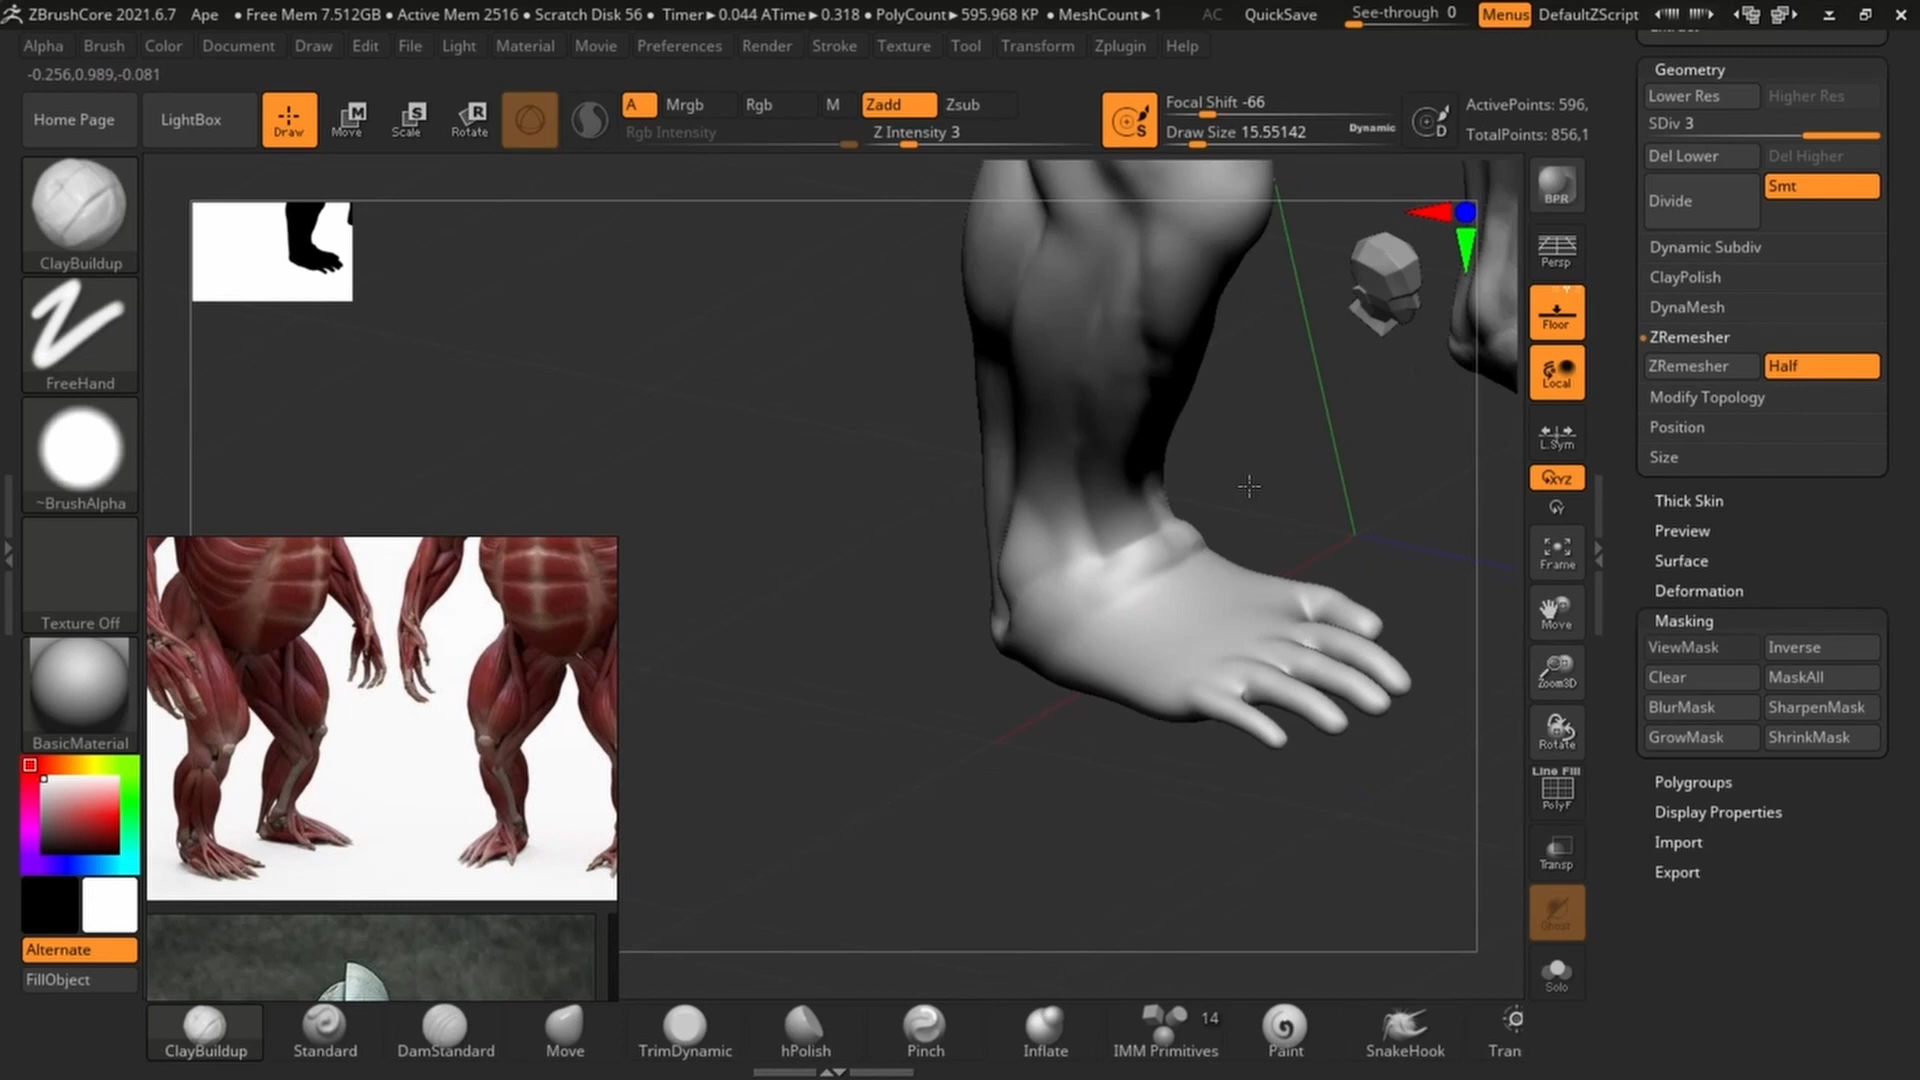 ZBrushCore 2021.6.7 Ape • Free Mem 7.512GB • Active Mem 2516 • Scratch Disk 56 • Timer▸0.044 ATime▸0.318 • PolyCount▸595.968 KP • MeshCount▸1 AC QuickSave See-through 0 Menus DefaultZScript
Alpha Brush Color Document Draw Edit File Light Material Movie Preferences Render Stroke Texture Tool Transform Zplugin Help
-0.256,0.989,-0.081
Home Page LightBox Draw Move Scale Rotate
A Mrgb Rgb M Zadd Zsub
Rgb Intensity Z Intensity 3
Focal Shift -66
Draw Size 15.55142 Dynamic
S D
ActivePoints: 596,
TotalPoints: 856,1
ClayBuildup
FreeHand
~BrushAlpha
Texture Off
BasicMaterial
Alternate
FillObject
BPR
Persp
Floor
Local
L.Sym
XYZ
Y
Frame
Move
Zoom3D
Rotate
Line Fill
PolyF
Transp
Ghost
Solo
Geometry
Lower Res Higher Res
SDiv 3
Del Lower Del Higher
Divide Smt
Dynamic Subdiv
ClayPolish
DynaMesh
ZRemesher
ZRemesher Half
Modify Topology
Position
Size
Thick Skin
Preview
Surface
Deformation
Masking
ViewMask Inverse
Clear MaskAll
BlurMask SharpenMask
GrowMask ShrinkMask
Polygroups
Display Properties
Import
Export
ClayBuildup Standard DamStandard Move TrimDynamic hPolish Pinch Inflate IMM Primitives 14 Paint SnakeHook Tran